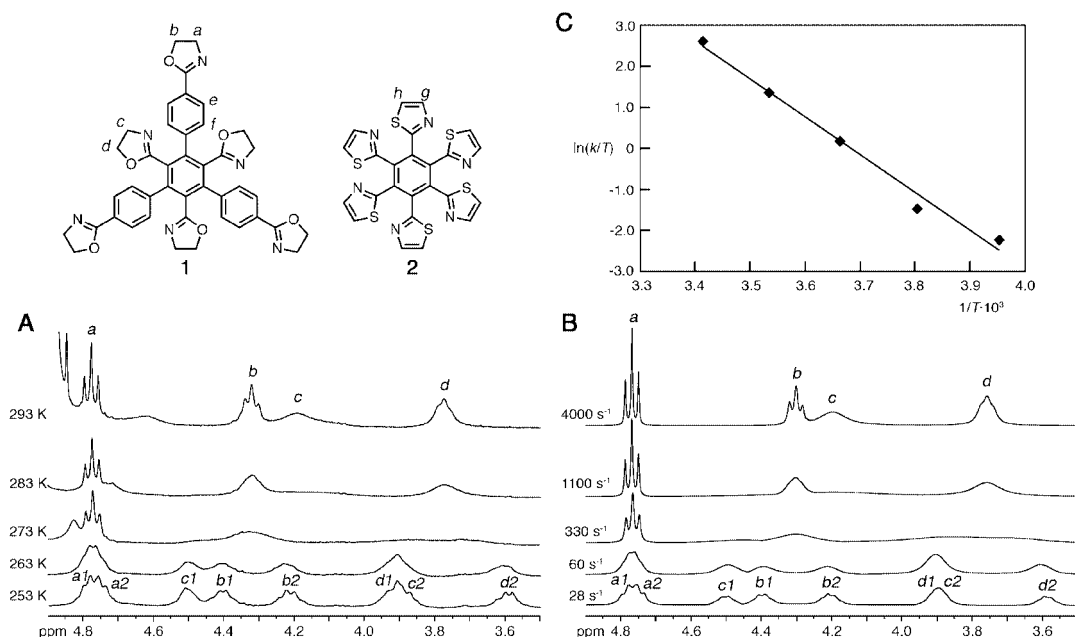 b a
O N
e
c f
N O
d O N
N O
N O
O N
1
h g
S N
S N
N S
N S
S N
2
C
3.0
2.0
1.0
ln(k/T) 0
-1.0
-2.0
-3.0
3.3 3.4 3.5 3.6 3.7 3.8 3.9 4.0
1/T·10³
A
a
b
c
d
293 K
283 K
273 K
263 K
a1 a2 c1 b1 b2 d1 c2 d2
253 K
ppm 4.8 4.6 4.4 4.2 4.0 3.8 3.6
B
a
b
c
d
4000 s⁻¹
1100 s⁻¹
330 s⁻¹
60 s⁻¹
a1 a2 c1 b1 b2 d1 c2 d2
28 s⁻¹
ppm 4.8 4.6 4.4 4.2 4.0 3.8 3.6